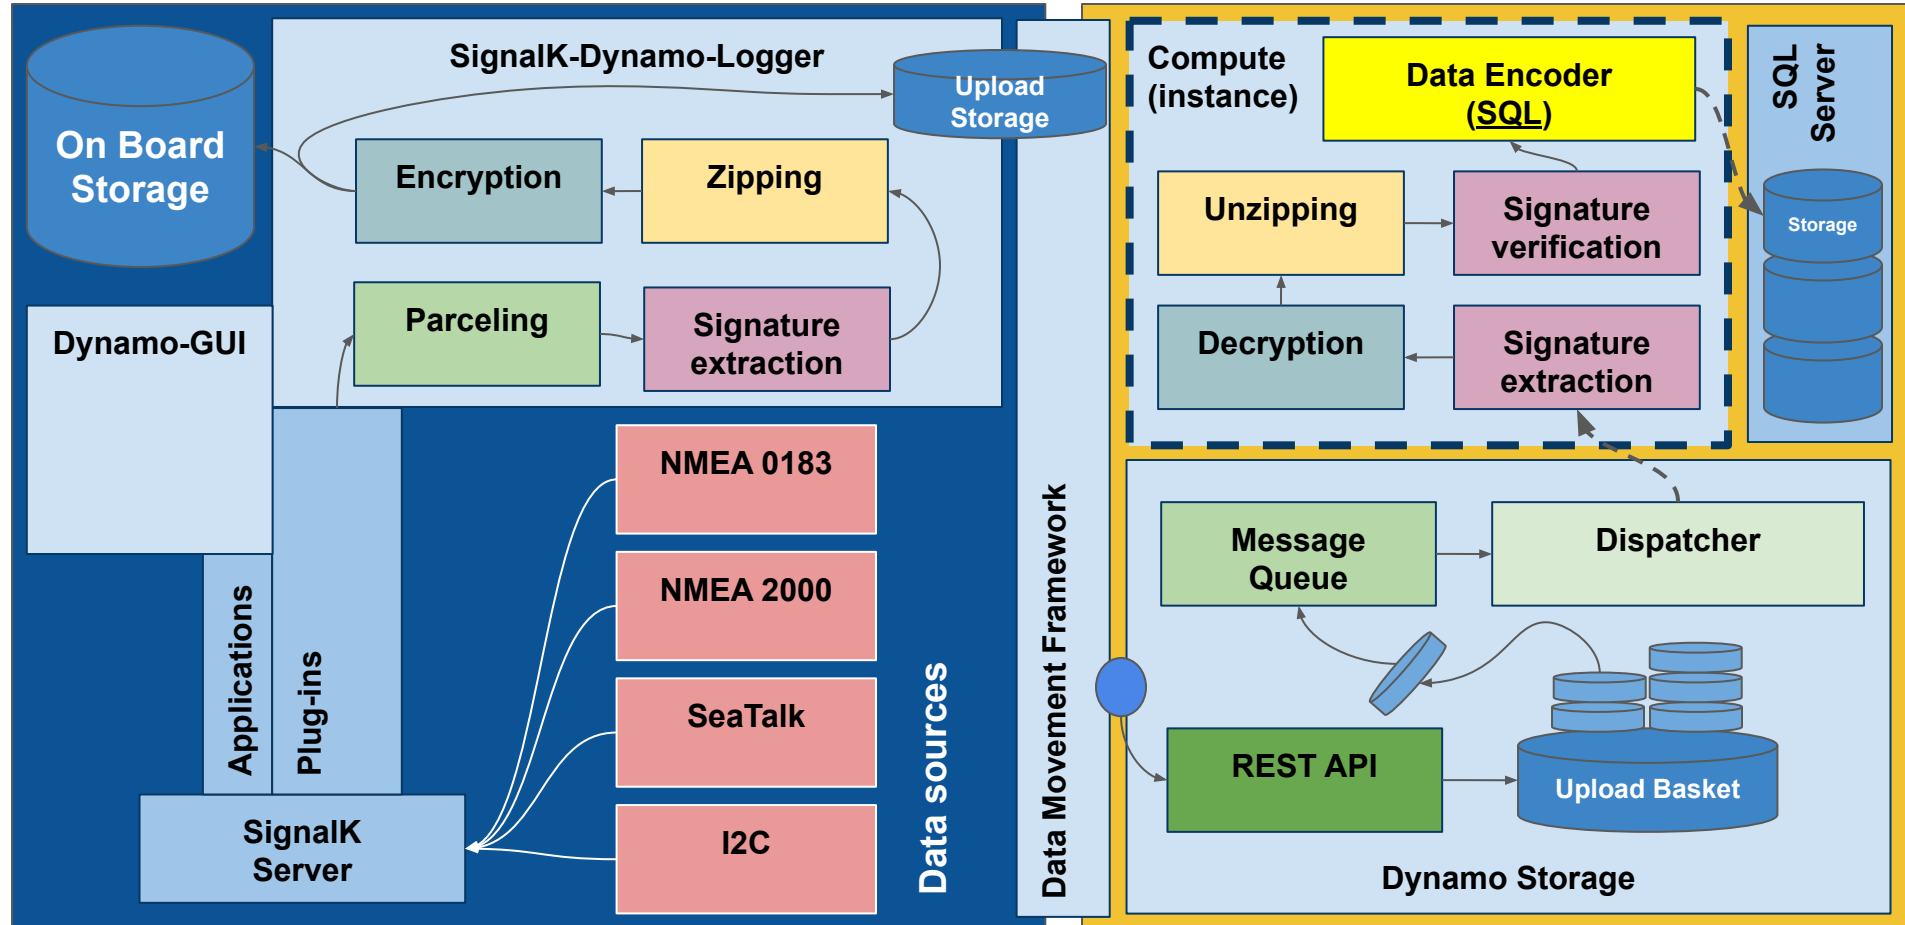 SignalK-Dynamo-Logger
On Board
Storage
Upload
Storage
Encryption
Zipping
Parceling
Signature
extraction
Dynamo-GUI
Applications
Plug-ins
SignalK
Server
NMEA 0183
NMEA 2000
SeaTalk
I2C
Data sources
Data Movement Framework
Compute
(instance)
Data Encoder
(SQL)
Unzipping
Signature
verification
Decryption
Signature
extraction
SQL
Server
Storage
Message
Queue
Dispatcher
REST API
Upload Basket
Dynamo Storage